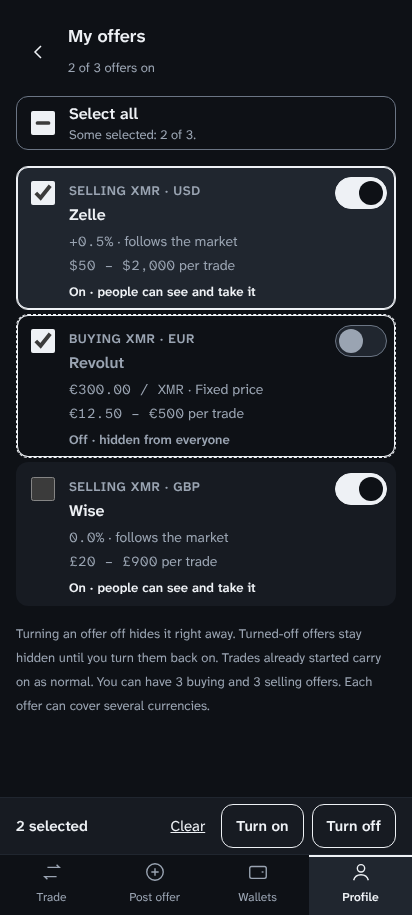 My offers
2 of 3 offers on
Select all
Some selected: 2 of 3.
SELLING XMR · USD
Zelle
+0.5% · follows the market
$50 – $2,000 per trade
On · people can see and take it
BUYING XMR · EUR
Revolut
€300.00 / XMR · Fixed price
€12.50 – €500 per trade
Off · hidden from everyone
SELLING XMR · GBP
Wise
0.0% · follows the market
£20 – £900 per trade
On · people can see and take it
Turning an offer off hides it right away. Turned-off offers stay
hidden until you turn them back on. Trades already started carry
on as normal. You can have 3 buying and 3 selling offers. Each
offer can cover several currencies.
2 selected Clear Turn on Turn off
Trade Post offer Wallets Profile